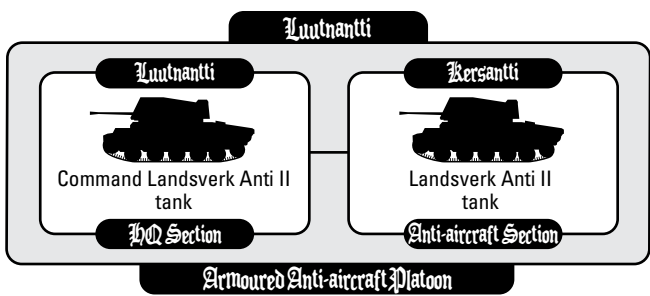 Luutnantti
Luutnantti
Command Landsverk Anti II
tank
HQ Section
Kersantti
Landsverk Anti II
tank
Anti-aircraft Section
Armoured Anti-aircraft Platoon